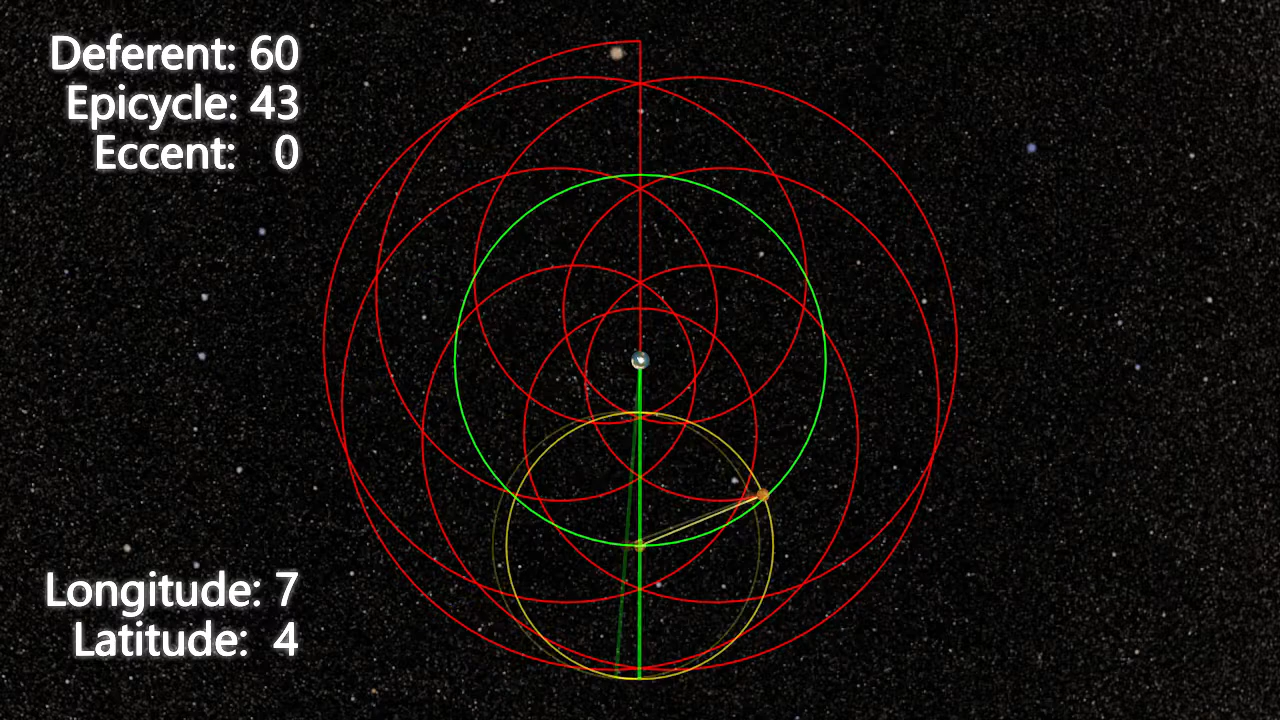 Deferent: 60
Epicycle: 43
Eccent: 0
Longitude: 7
Latitude: 4